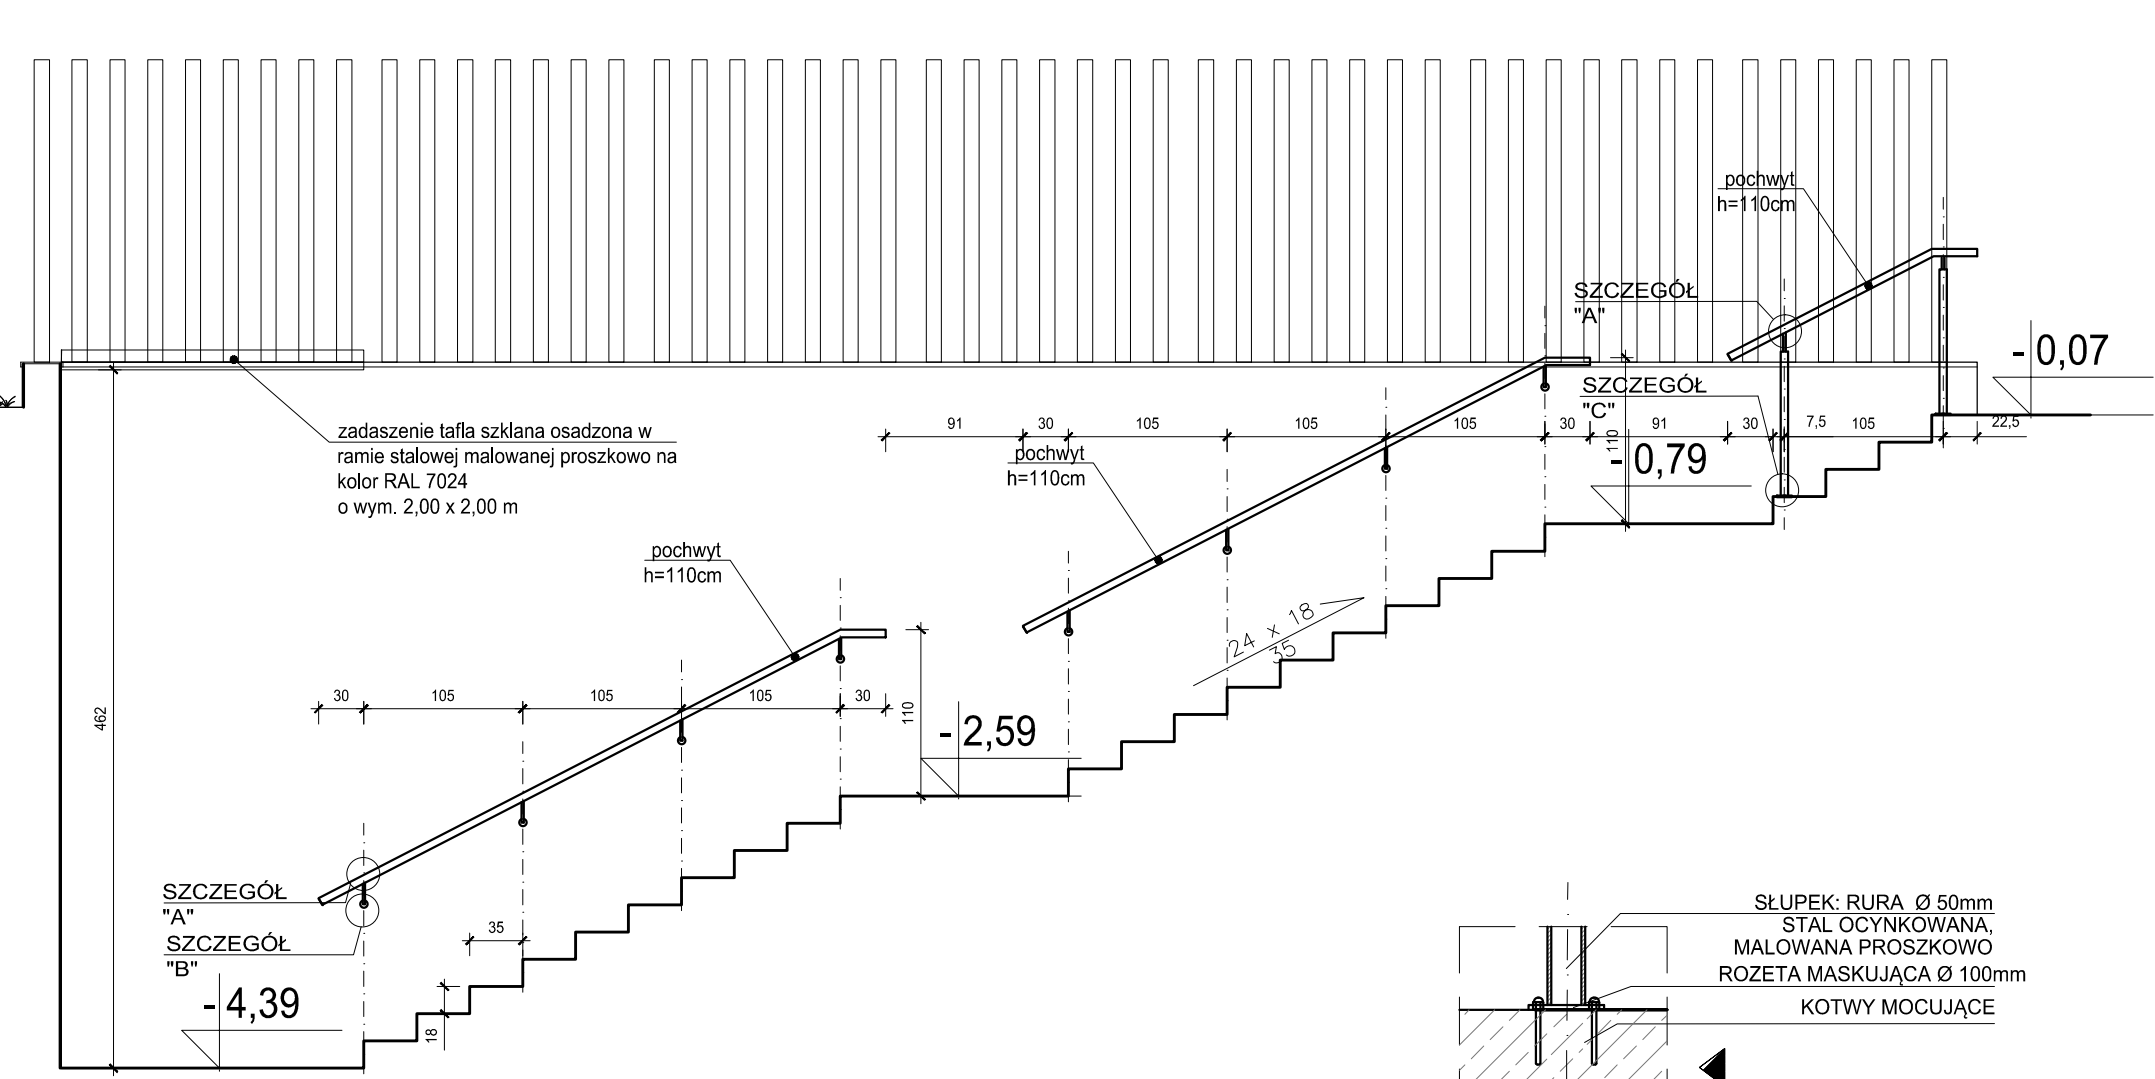 pochwyt
h=110cm
SZCZEGÓŁ
"A"
- 0,07
SZCZEGÓŁ
"C"
zadaszenie tafla szklana osadzona w
ramie stalowej malowanej proszkowo na
kolor RAL 7024
o wym. 2,00 x 2,00 m
91 30 105 105 105 30 91 30 7,5 105 22,5
110
pochwyt
h=110cm
- 0,79
pochwyt
h=110cm
24 x 18
35
30 105 105 105 30
462
110
- 2,59
SZCZEGÓŁ
"A"
SZCZEGÓŁ
"B"
35
18
- 4,39
SŁUPEK: RURA Ø 50mm
STAL OCYNKOWANA,
MALOWANA PROSZKOWO
ROZETA MASKUJĄCA Ø 100mm
KOTWY MOCUJĄCE